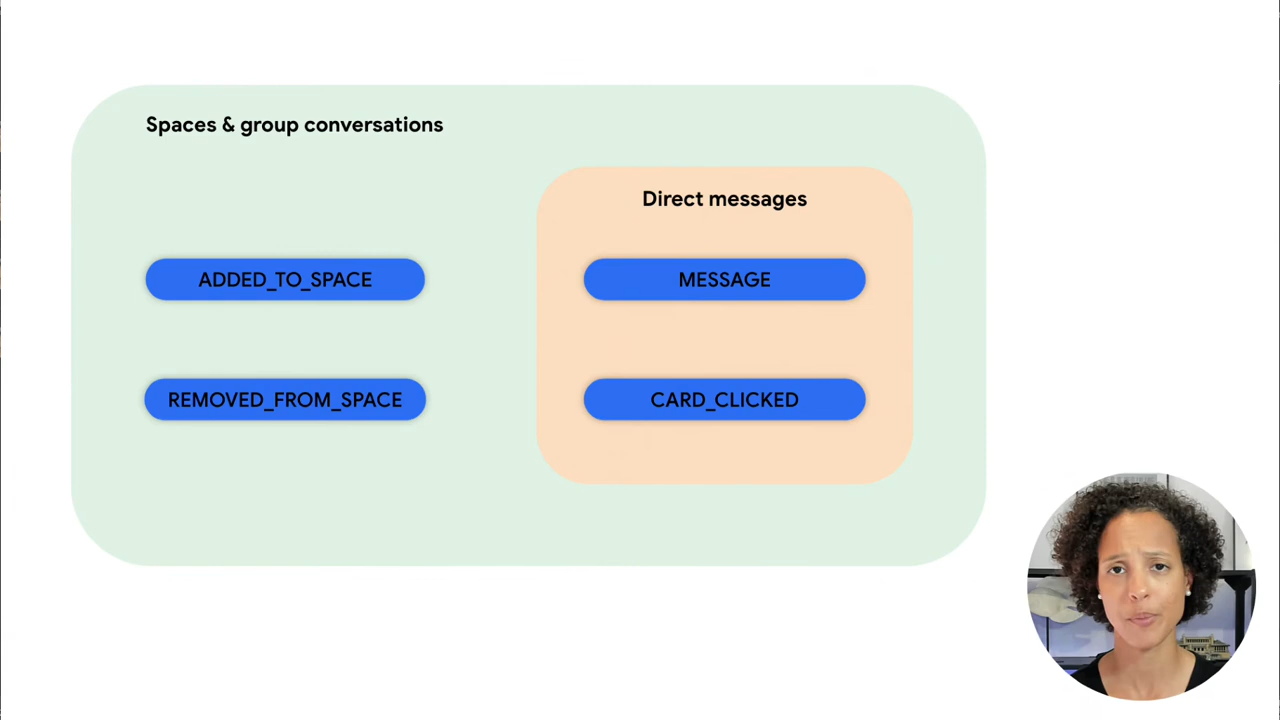 Spaces & group conversations
Direct messages
ADDED_TO_SPACE
MESSAGE
REMOVED_FROM_SPACE
CARD_CLICKED